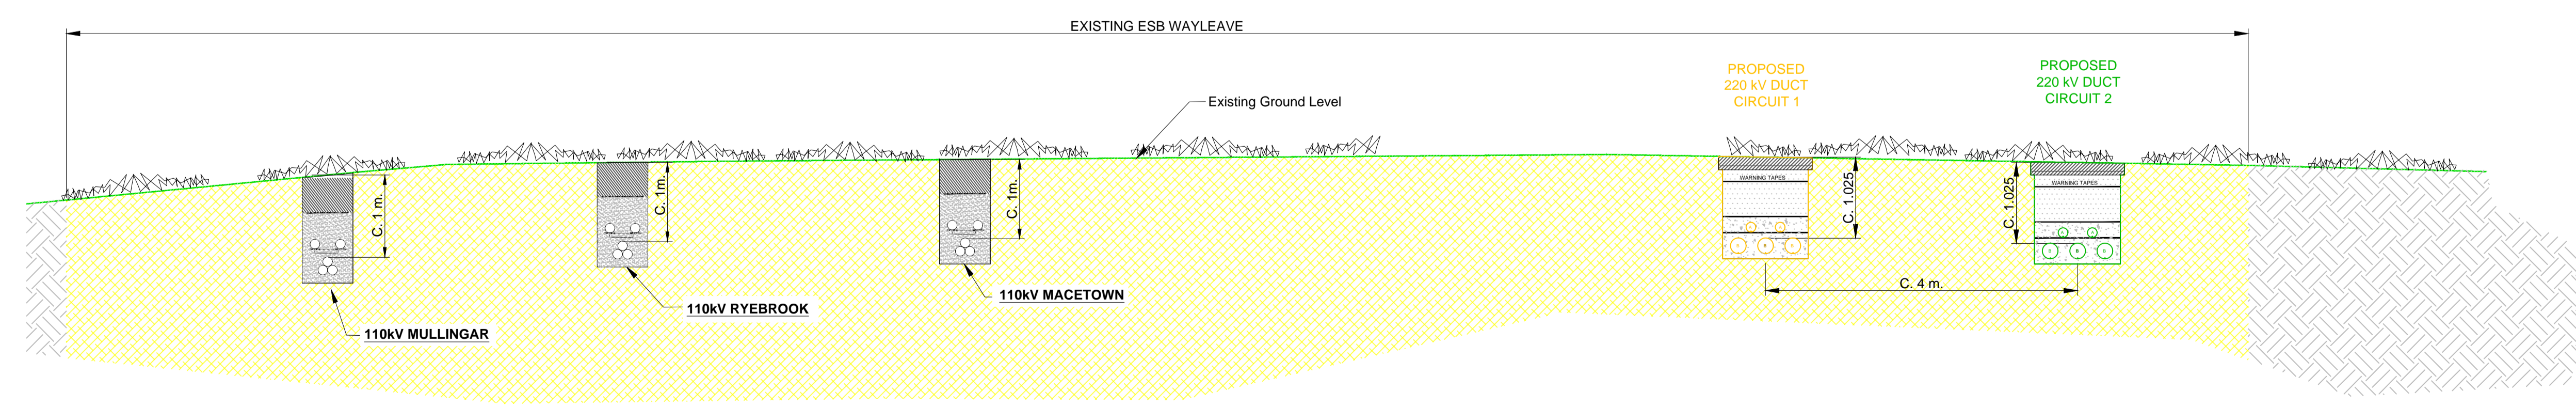 EXISTING ESB WAYLEAVE
PROPOSED
220 kV DUCT
CIRCUIT 1
PROPOSED
220 kV DUCT
CIRCUIT 2
Existing Ground Level
C. 1 m.
C. 1m.
C. 1m.
WARNING TAPES
C. 1.025
C. 1.025
WARNING TAPES
C. 4 m.
110kV MULLINGAR
110kV RYEBROOK
110kV MACETOWN